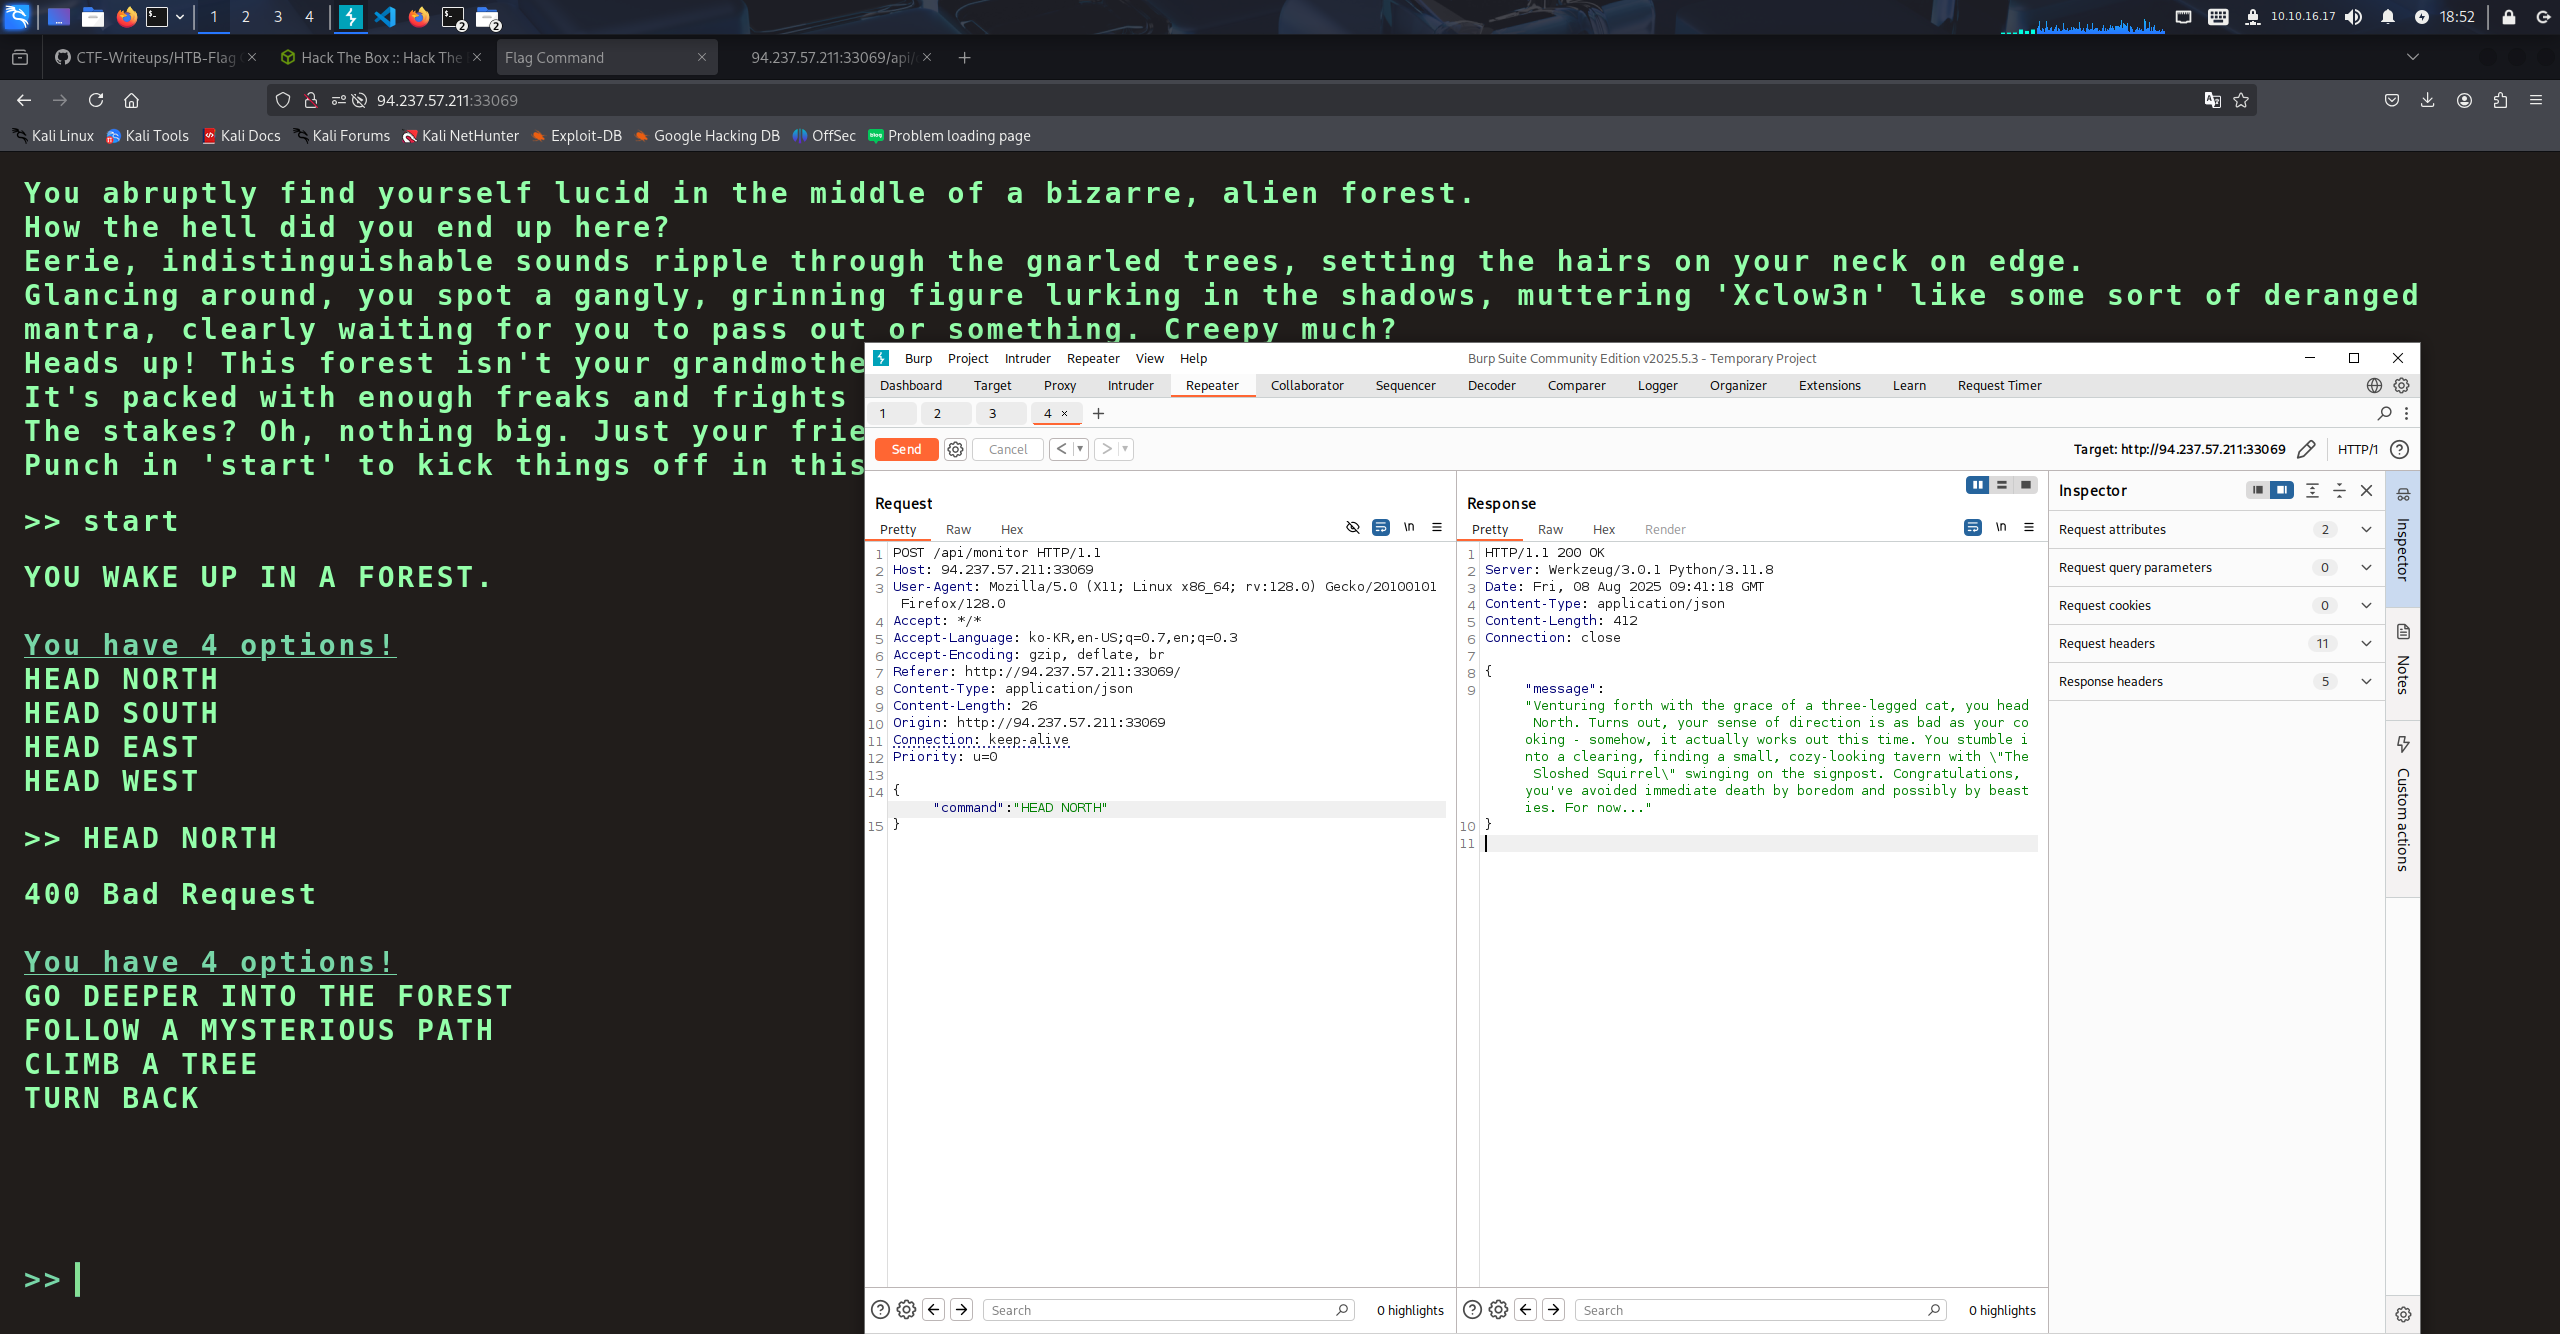 1 2 3 4 2 2 10.10.16.17 18:52
CTF-Writeups/HTB-Flag Hack The Box :: Hack The Flag Command 94.237.57.211:33069/api/
94.237.57.211:33069
Kali Linux Kali Tools Kali Docs Kali Forums Kali NetHunter Exploit-DB Google Hacking DB OffSec Problem loading page
You abruptly find yourself lucid in the middle of a bizarre, alien forest.
How the hell did you end up here?
Eerie, indistinguishable sounds ripple through the gnarled trees, setting the hairs on your neck on edge.
Glancing around, you spot a gangly, grinning figure lurking in the shadows, muttering 'Xclow3n' like some sort of deranged
mantra, clearly waiting for you to pass out or something. Creepy much?
Heads up! This forest isn't your grandmothe
It's packed with enough freaks and frights
The stakes? Oh, nothing big. Just your frie
Punch in 'start' to kick things off in this
>> start
YOU WAKE UP IN A FOREST.
You have 4 options!
HEAD NORTH
HEAD SOUTH
HEAD EAST
HEAD WEST
>> HEAD NORTH
400 Bad Request
You have 4 options!
GO DEEPER INTO THE FOREST
FOLLOW A MYSTERIOUS PATH
CLIMB A TREE
TURN BACK
>>
Burp Project Intruder Repeater View Help Burp Suite Community Edition v2025.5.3 - Temporary Project
Dashboard Target Proxy Intruder Repeater Collaborator Sequencer Decoder Comparer Logger Organizer Extensions Learn Request Timer
1 2 3 4 × +
Send Cancel < > Target: http://94.237.57.211:33069 HTTP/1
Request
Pretty Raw Hex \n
1 POST /api/monitor HTTP/1.1
2 Host: 94.237.57.211:33069
3 User-Agent: Mozilla/5.0 (X11; Linux x86_64; rv:128.0) Gecko/20100101
Firefox/128.0
4 Accept: */*
5 Accept-Language: ko-KR,en-US;q=0.7,en;q=0.3
6 Accept-Encoding: gzip, deflate, br
7 Referer: http://94.237.57.211:33069/
8 Content-Type: application/json
9 Content-Length: 26
10 Origin: http://94.237.57.211:33069
11 Connection: keep-alive
12 Priority: u=0
13
14 {
"command":"HEAD NORTH"
15 }
Search 0 highlights
Response
Pretty Raw Hex Render \n
1 HTTP/1.1 200 OK
2 Server: Werkzeug/3.0.1 Python/3.11.8
3 Date: Fri, 08 Aug 2025 09:41:18 GMT
4 Content-Type: application/json
5 Content-Length: 412
6 Connection: close
7
8 {
9 "message":
"Venturing forth with the grace of a three-legged cat, you head
North. Turns out, your sense of direction is as bad as your co
oking - somehow, it actually works out this time. You stumble i
nto a clearing, finding a small, cozy-looking tavern with \"The
Sloshed Squirrel\" swinging on the signpost. Congratulations,
you've avoided immediate death by boredom and possibly by beast
ies. For now..."
10 }
11
Search 0 highlights
Inspector
Request attributes 2
Request query parameters 0
Request cookies 0
Request headers 11
Response headers 5
Inspector
Notes
Custom actions